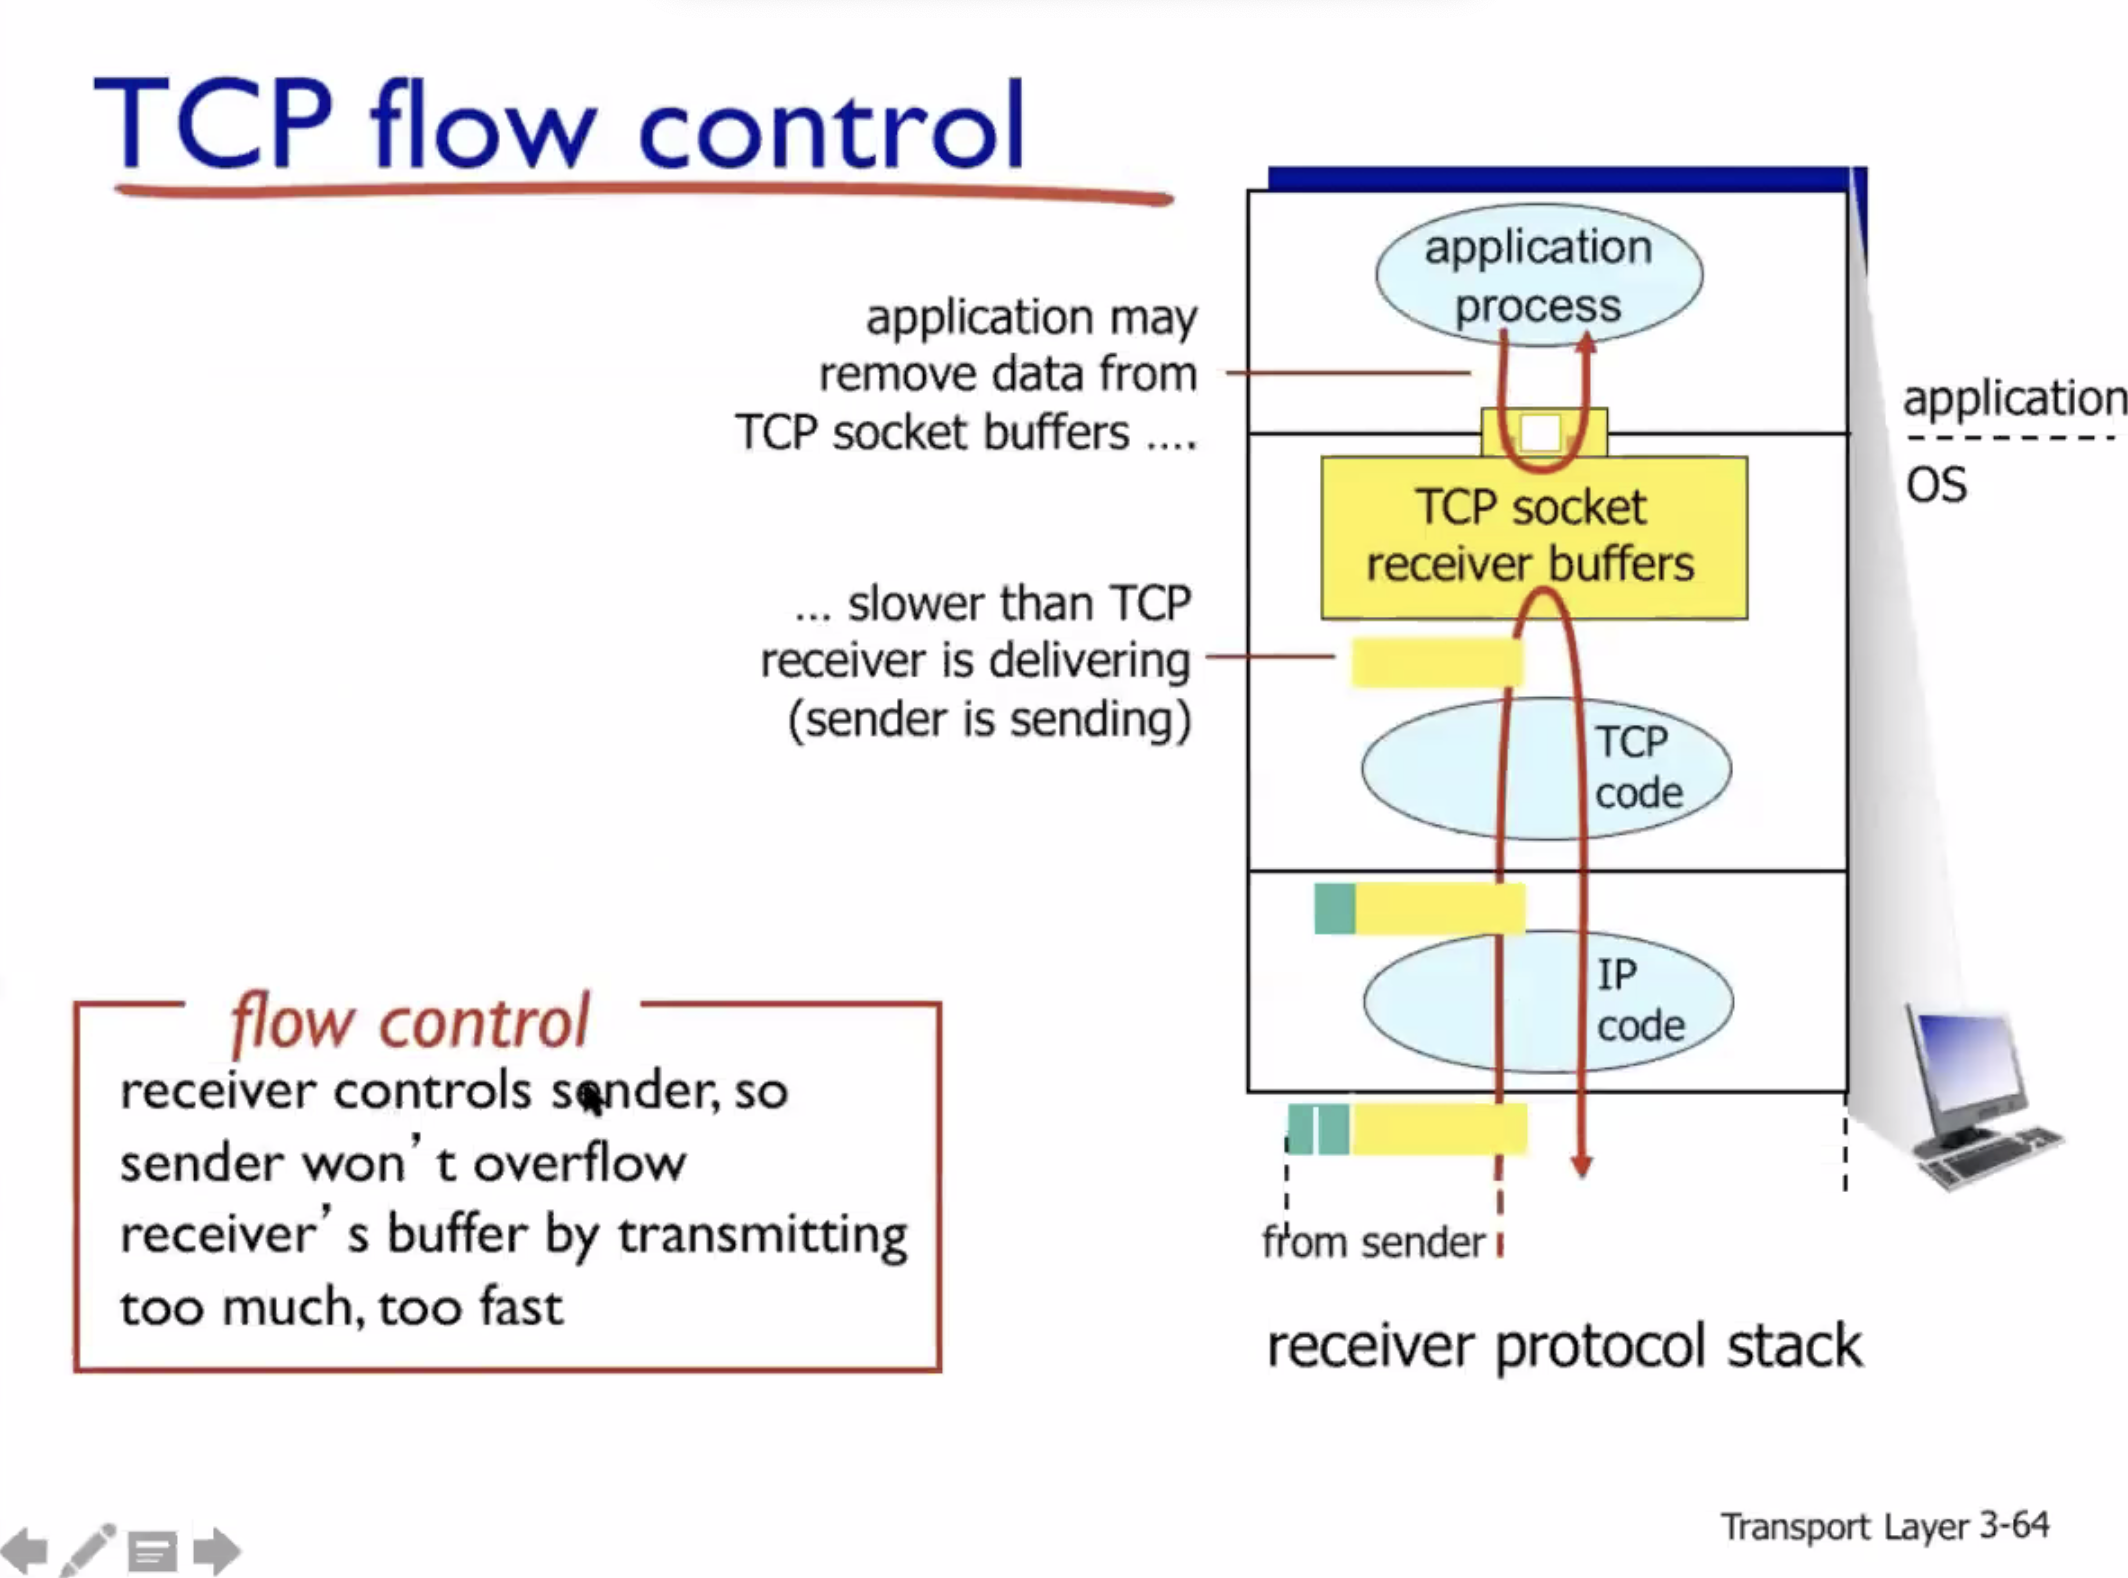 TCP flow control
application may
remove data from
TCP socket buffers ....
... slower than TCP
receiver is delivering
(sender is sending)
application
process
TCP socket
receiver buffers
TCP
code
IP
code
from sender
receiver protocol stack
application
OS
flow control
receiver controls sender, so
sender won’t overflow
receiver’s buffer by transmitting
too much, too fast
Transport Layer 3-64